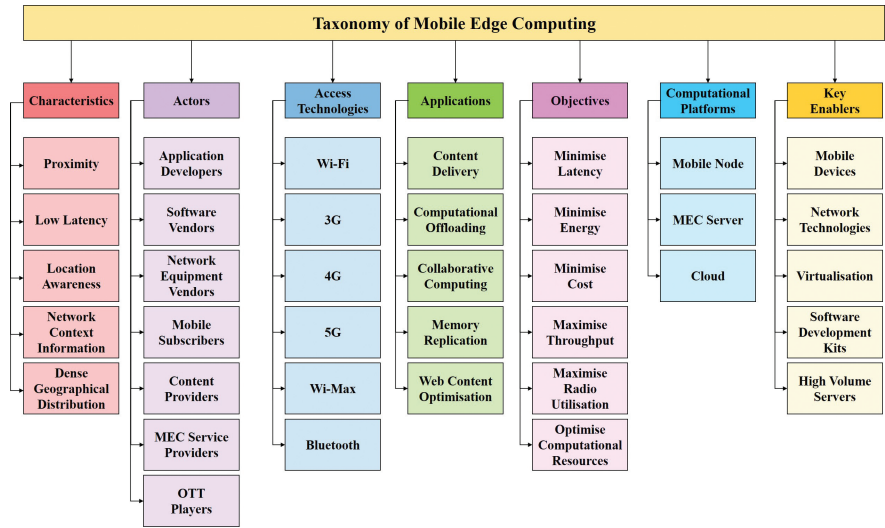 Taxonomy of Mobile Edge Computing
Characteristics
Proximity
Low Latency
Location
Awareness
Network
Context
Information
Dense
Geographical
Distribution
Actors
Application
Developers
Software
Vendors
Network
Equipment
Vendors
Mobile
Subscribers
Content
Providers
MEC Service
Providers
OTT
Players
Access
Technologies
Wi-Fi
3G
4G
5G
Wi-Max
Bluetooth
Applications
Content
Delivery
Computational
Offloading
Collaborative
Computing
Memory
Replication
Web Content
Optimisation
Objectives
Minimise
Latency
Minimise
Energy
Minimise
Cost
Maximise
Throughput
Maximise
Radio
Utilisation
Optimise
Computational
Resources
Computational
Platforms
Mobile Node
MEC Server
Cloud
Key
Enablers
Mobile
Devices
Network
Technologies
Virtualisation
Software
Development
Kits
High Volume
Servers